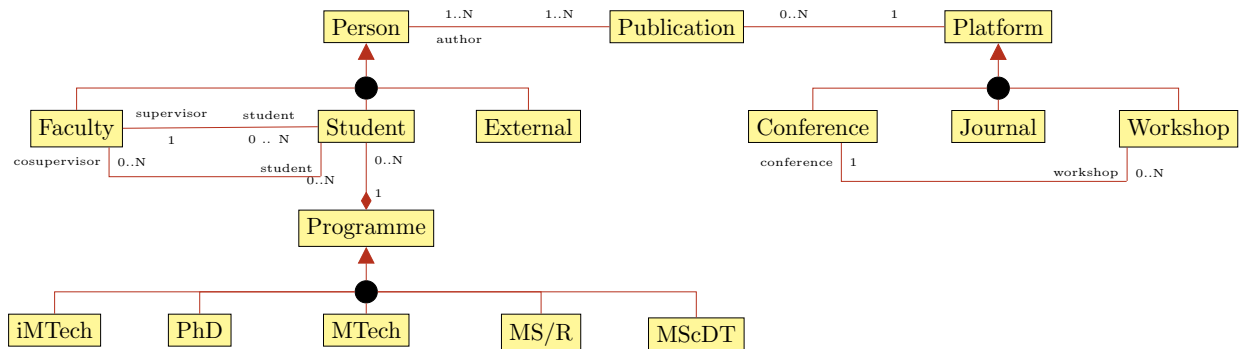 1..N 1..N 0..N 1
Person Publication Platform
author
supervisor student
Faculty Student External Conference Journal Workshop
1 0 .. N
cosupervisor 0..N 0..N conference 1
student workshop 0..N
0..N
1
Programme
iMTech PhD MTech MS/R MScDT